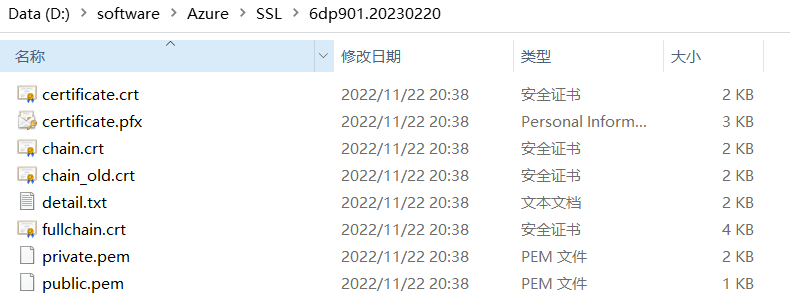 Data (D:) > software > Azure > SSL > 6dp901.20230220
名称 修改日期 类型 大小
certificate.crt 2022/11/22 20:38 安全证书 2 KB
certificate.pfx 2022/11/22 20:38 Personal Inform... 3 KB
chain.crt 2022/11/22 20:38 安全证书 2 KB
chain_old.crt 2022/11/22 20:38 安全证书 2 KB
detail.txt 2022/11/22 20:38 文本文档 2 KB
fullchain.crt 2022/11/22 20:38 安全证书 4 KB
private.pem 2022/11/22 20:38 PEM 文件 2 KB
public.pem 2022/11/22 20:38 PEM 文件 1 KB